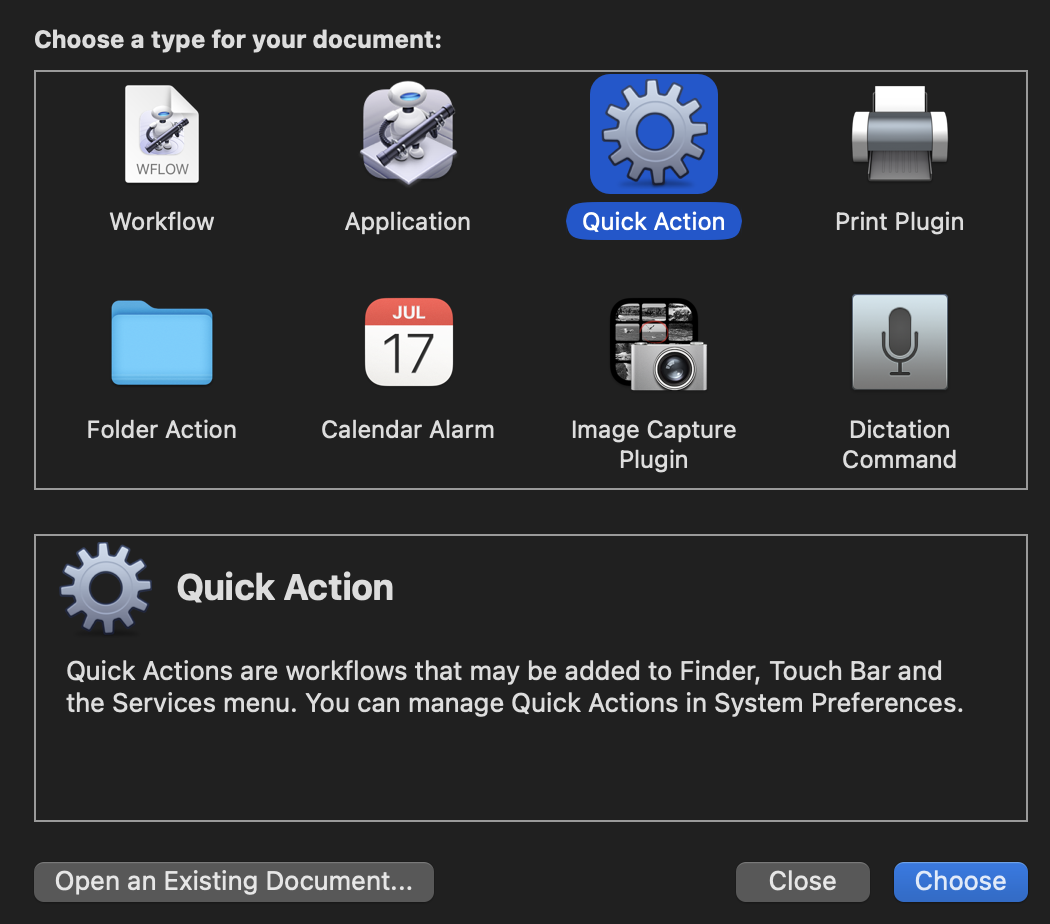 Choose a type for your document:
WFLOW
Workflow
Application
Quick Action
Print Plugin
JUL
17
Folder Action
Calendar Alarm
Image Capture
Plugin
Dictation
Command
Quick Action
Quick Actions are workflows that may be added to Finder, Touch Bar and
the Services menu. You can manage Quick Actions in System Preferences.
Open an Existing Document...
Close
Choose